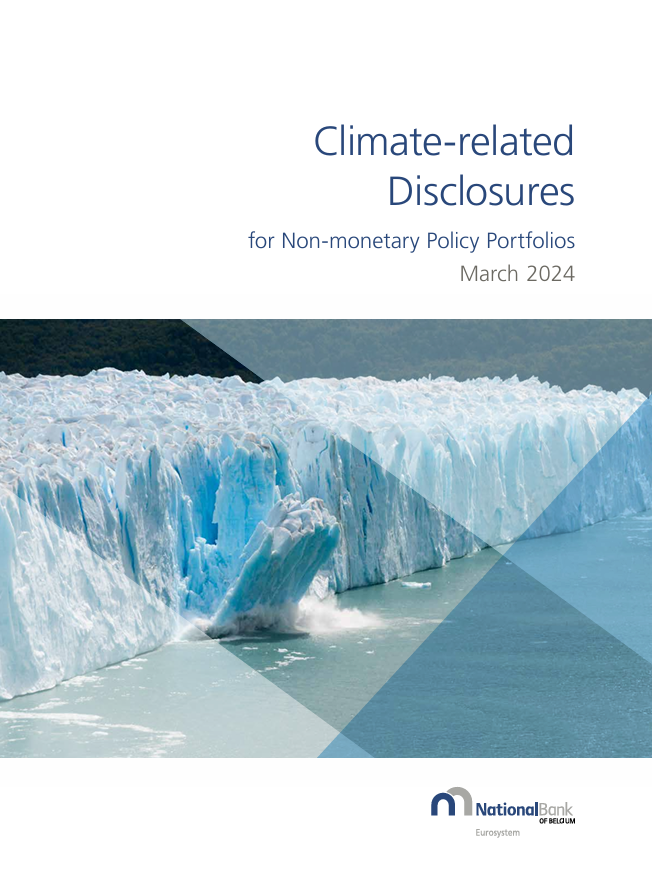 Climate-related
Disclosures
for Non-monetary Policy Portfolios
March 2024
NationalBank
OF BELGIUM
Eurosystem